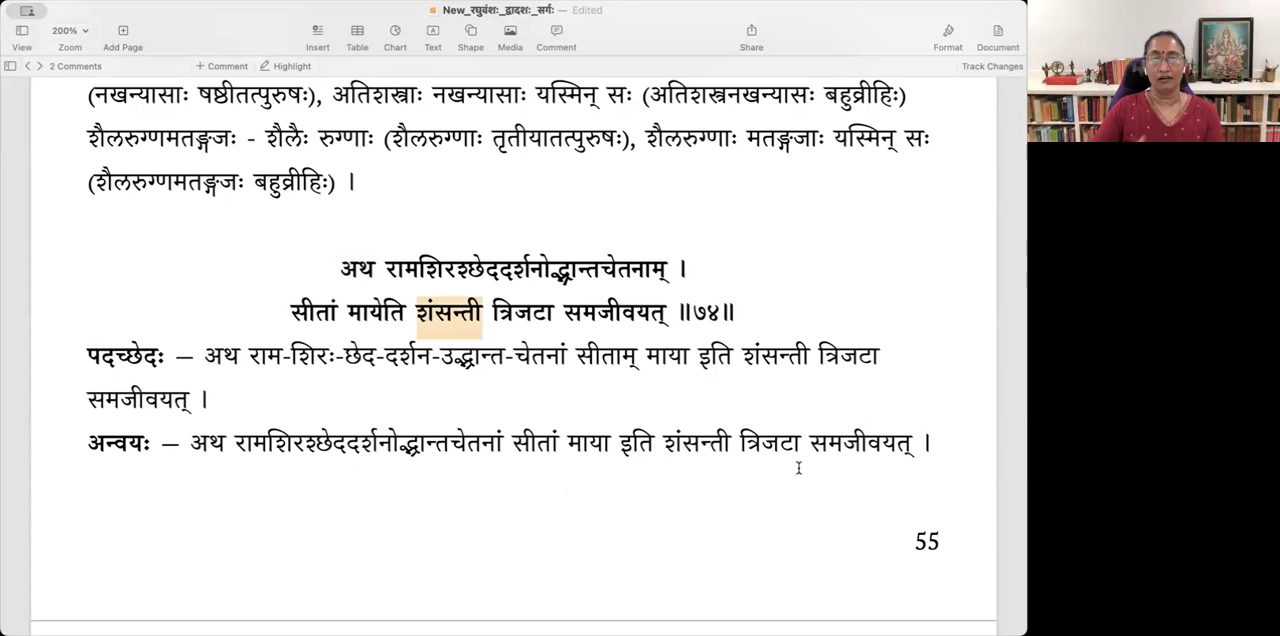 New_रघुवंशः_द्वादशः_सर्गः — Edited
200%
View Zoom Add Page Insert Table Chart Text Shape Media Comment Share Format Document
2 Comments + Comment Highlight Track Changes
(नखन्यासाः षष्ठीतत्पुरुषः), अतिशस्त्राः नखन्यासाः यस्मिन् सः (अतिशस्त्रनखन्यासः बहुव्रीहिः)
शैलरुग्णमतङ्गजः - शैलैः रुग्णाः (शैलरुग्णाः तृतीयातत्पुरुषः), शैलरुग्णाः मतङ्गजाः यस्मिन् सः
(शैलरुग्णमतङ्गजः बहुव्रीहिः) ।
अथ रामशिरश्छेददर्शनोद्भ्रान्तचेतनाम् ।
सीतां मायेति शंसन्ती त्रिजटा समजीवयत् ॥७४॥
पदच्छेदः — अथ राम-शिरः-छेद-दर्शन-उद्भ्रान्त-चेतनां सीताम् माया इति शंसन्ती त्रिजटा
समजीवयत् ।
अन्वयः — अथ रामशिरश्छेददर्शनोद्भ्रान्तचेतनां सीतां माया इति शंसन्ती त्रिजटा समजीवयत् ।
55